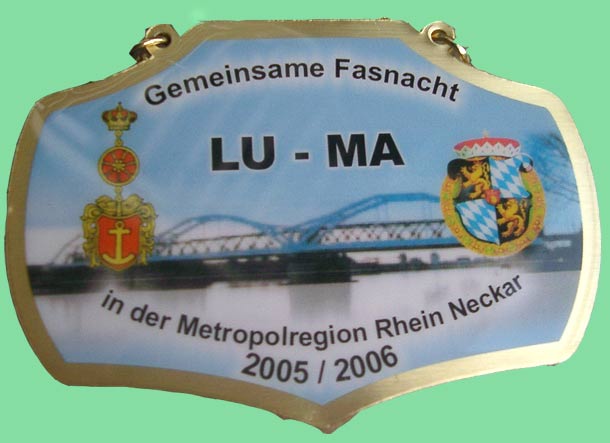 Gemeinsame Fasnacht
LU - MA
in der Metropolregion Rhein Neckar
2005 / 2006